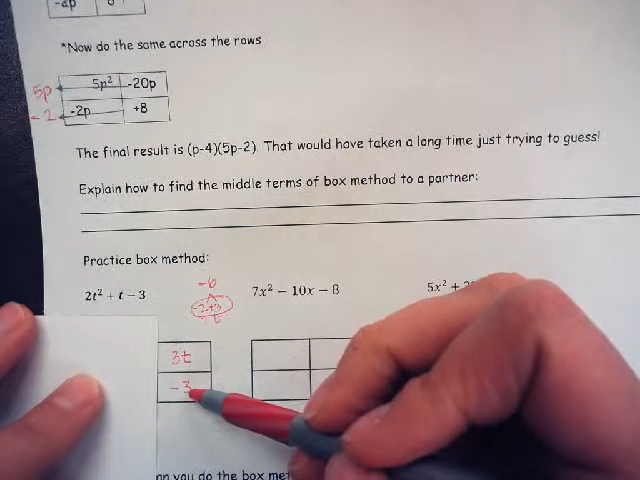 -2p
*Now do the same across the rows
5p 5p² -20p
-2 -2p +8
The final result is (p-4)(5p-2). That would have taken a long time just trying to guess!
Explain how to find the middle terms of box method to a partner:
Practice box method:
-6
2t² + t - 3 7x² - 10x - 8 5x² +
-2+3
3t
-3
you do the box